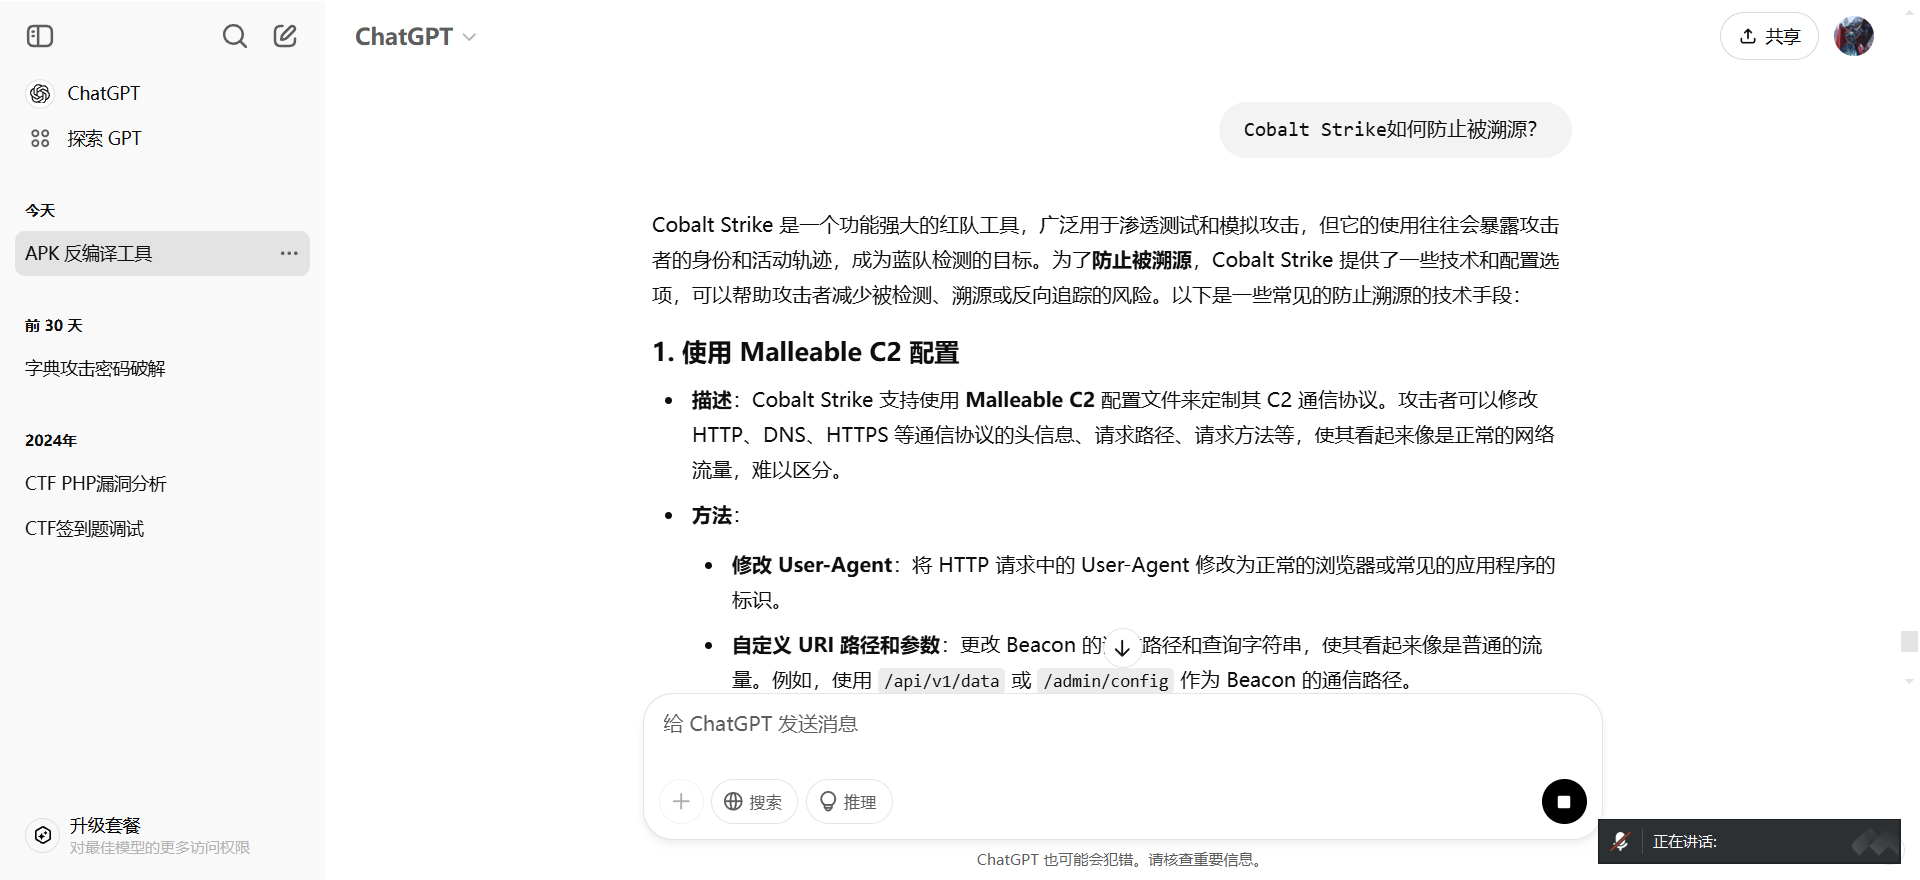 ChatGPT
共享
ChatGPT
探索 GPT
今天
APK 反编译工具
前 30 天
字典攻击密码破解
2024年
CTF PHP漏洞分析
CTF签到题调试
升级套餐
对最佳模型的更多访问权限
Cobalt Strike如何防止被溯源？
Cobalt Strike 是一个功能强大的红队工具，广泛用于渗透测试和模拟攻击，但它的使用往往会暴露攻击
者的身份和活动轨迹，成为蓝队检测的目标。为了防止被溯源，Cobalt Strike 提供了一些技术和配置选
项，可以帮助攻击者减少被检测、溯源或反向追踪的风险。以下是一些常见的防止溯源的技术手段：
1. 使用 Malleable C2 配置
• 描述：Cobalt Strike 支持使用 Malleable C2 配置文件来定制其 C2 通信协议。攻击者可以修改
HTTP、DNS、HTTPS 等通信协议的头信息、请求路径、请求方法等，使其看起来像是正常的网络
流量，难以区分。
• 方法：
• 修改 User-Agent：将 HTTP 请求中的 User-Agent 修改为正常的浏览器或常见的应用程序的
标识。
• 自定义 URI 路径和参数：更改 Beacon 的 路径和查询字符串，使其看起来像是普通的流
量。例如，使用 /api/v1/data 或 /admin/config 作为 Beacon 的通信路径。
给 ChatGPT 发送消息
搜索
推理
ChatGPT 也可能会犯错。请核查重要信息。
正在讲话: